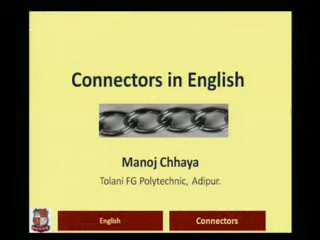 Connectors in English
Manoj Chhaya
Tolani FG Polytechnic, Adipur.
English
Connectors